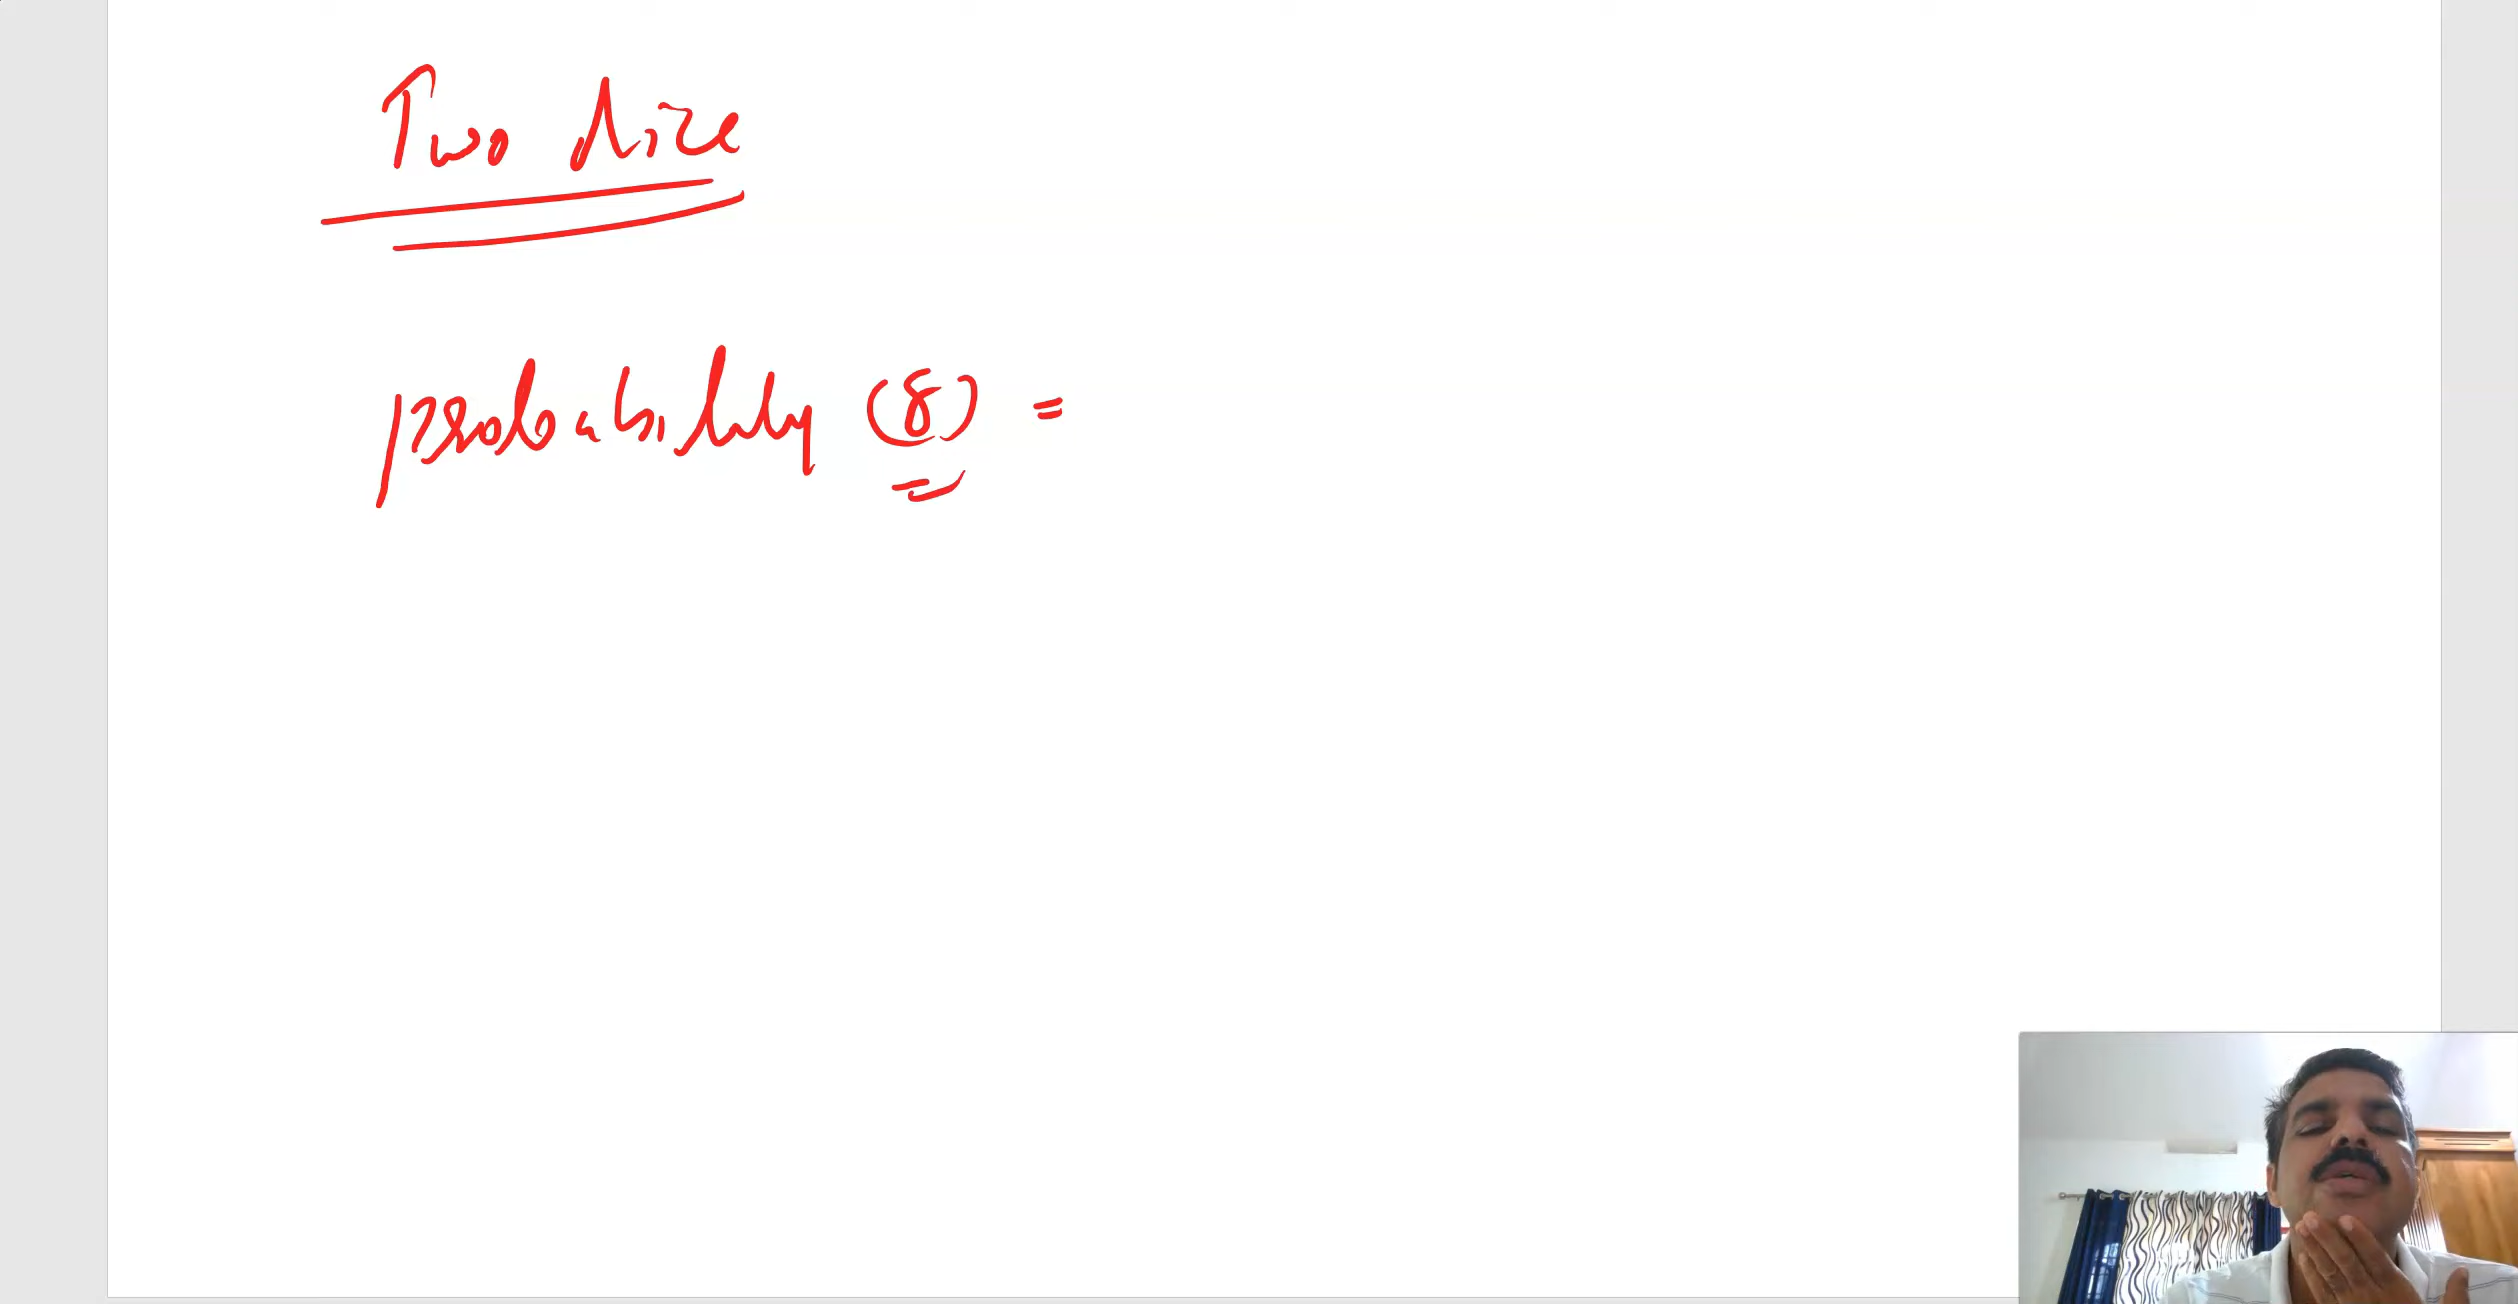 Two dice
probability (8) =